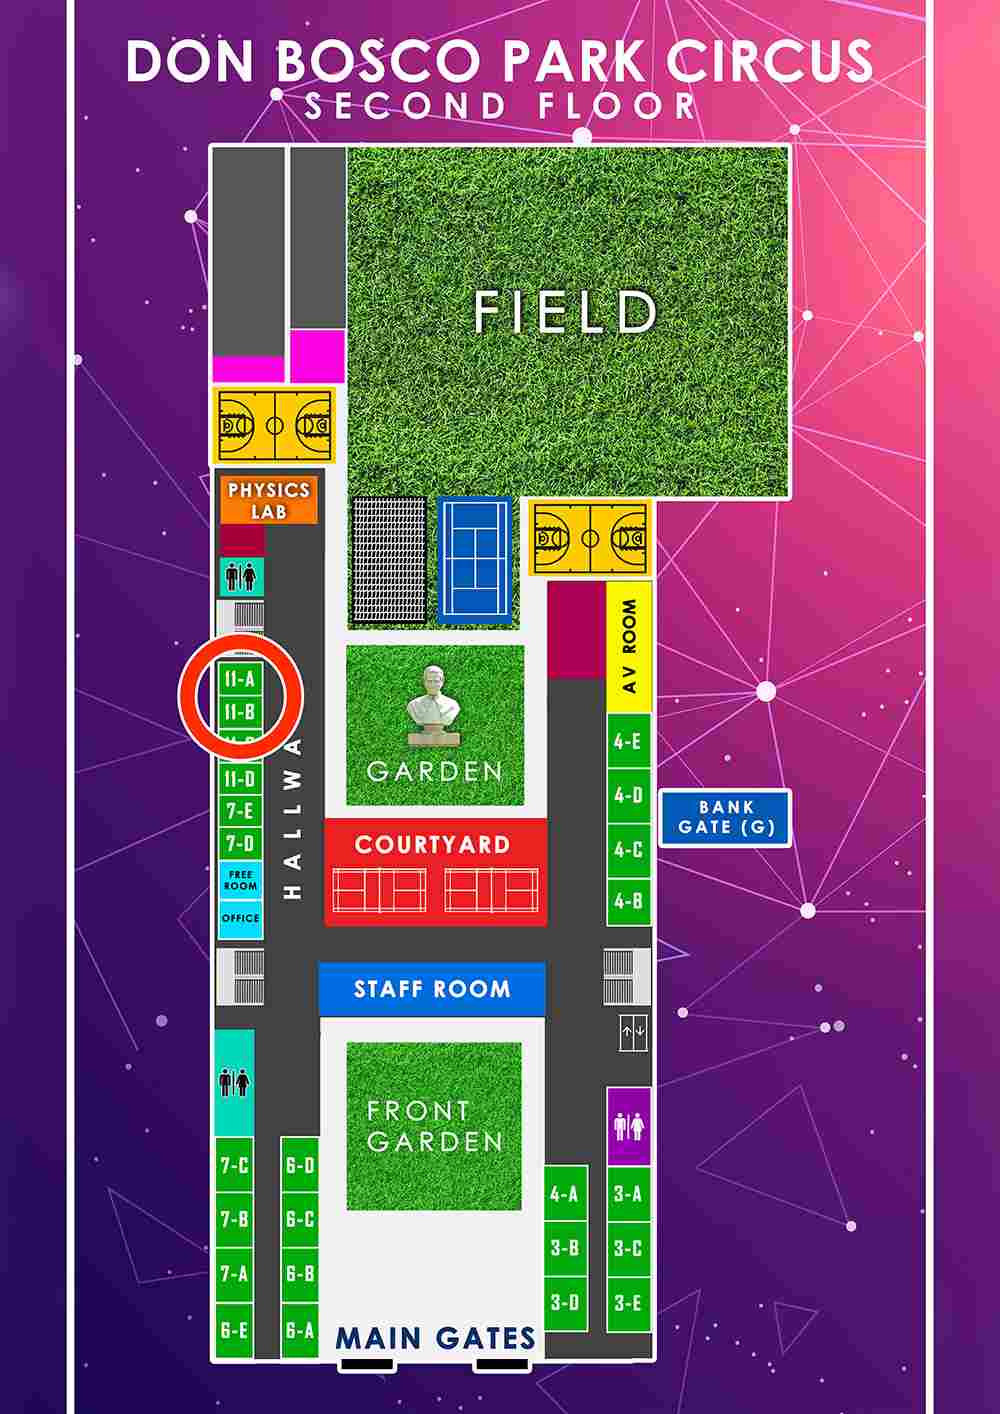 DON BOSCO PARK CIRCUS
SECOND FLOOR
FIELD
PHYSICS
LAB
11-A
11-B
11-D
7-E
7-D
FREE
ROOM
OFFICE
HALLWA
GARDEN
COURTYARD
STAFF ROOM
AV ROOM
4-E
4-D
4-C
4-B
BANK
GATE (G)
FRONT
GARDEN
7-C
7-B
7-A
6-E
6-D
6-C
6-B
6-A
4-A
3-B
3-D
3-A
3-C
3-E
MAIN GATES